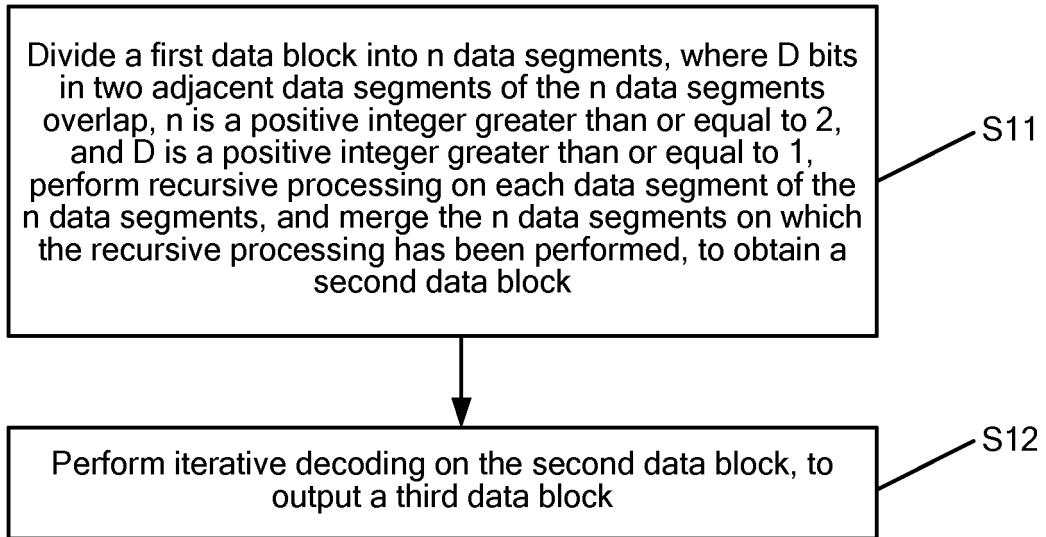 Divide a first data block into n data segments, where D bits
in two adjacent data segments of the n data segments
overlap, n is a positive integer greater than or equal to 2,
and D is a positive integer greater than or equal to 1,
perform recursive processing on each data segment of the
n data segments, and merge the n data segments on which
the recursive processing has been performed, to obtain a
second data block
S11
Perform iterative decoding on the second data block, to
output a third data block
S12